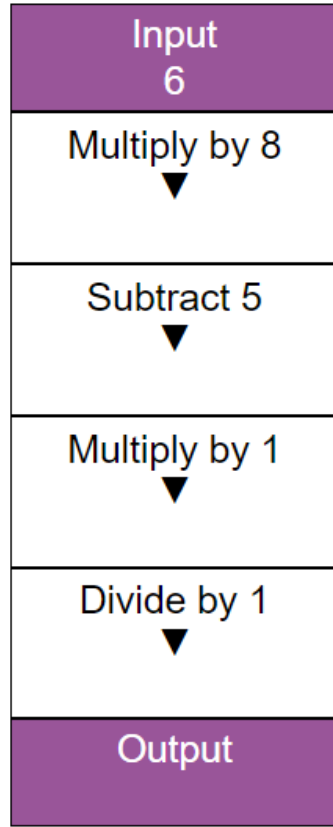 Input
6
Multiply by 8
▼
Subtract 5
▼
Multiply by 1
▼
Divide by 1
▼
Output